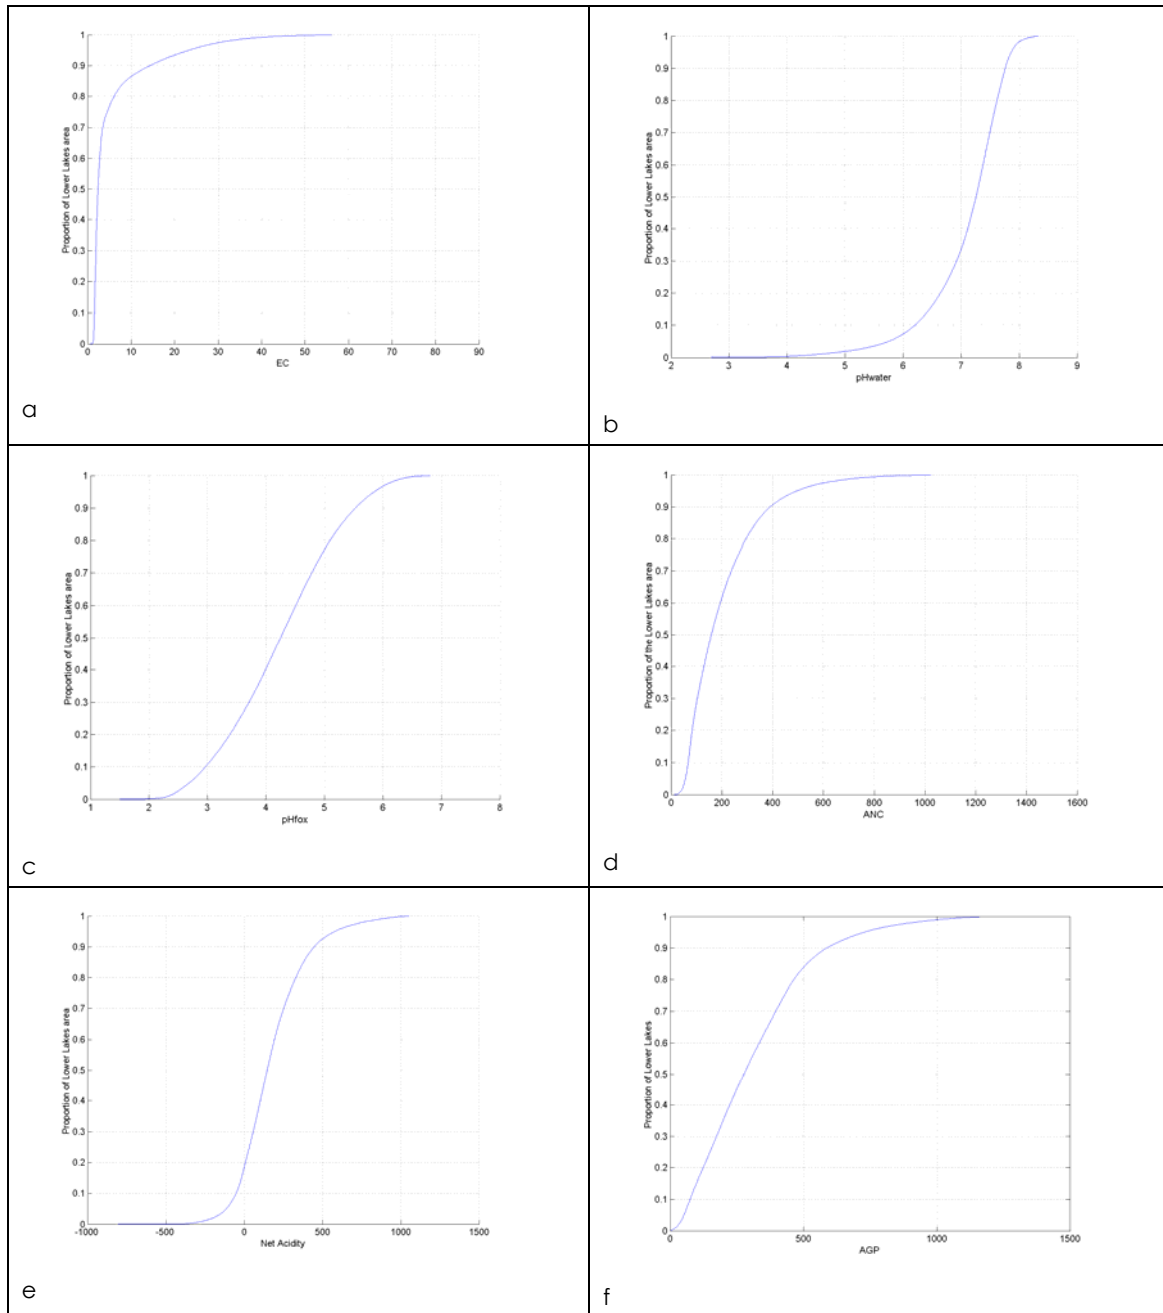 1
0.9
0.8
0.7
0.6
0.5
0.4
0.3
0.2
0.1
0
Proportion of Lower Lakes area
0 10 20 30 40 50 60 70 80 90
EC
a
1
0.9
0.8
0.7
0.6
0.5
0.4
0.3
0.2
0.1
0
Proportion of Lower Lakes area
2 3 4 5 6 7 8 9
pHwater
b
1
0.9
0.8
0.7
0.6
0.5
0.4
0.3
0.2
0.1
0
Proportion of Lower Lakes area
1 2 3 4 5 6 7 8
pHfox
c
1
0.9
0.8
0.7
0.6
0.5
0.4
0.3
0.2
0.1
0
Proportion of the Lower Lakes area
0 200 400 600 800 1000 1200 1400 1600
ANC
d
1
0.9
0.8
0.7
0.6
0.5
0.4
0.3
0.2
0.1
0
Proportion of Lower Lakes area
-1000 -500 0 500 1000 1500
Net Acidity
e
1
0.9
0.8
0.7
0.6
0.5
0.4
0.3
0.2
0.1
0
Proportion of Lower Lakes
0 500 1000 1500
AGP
f